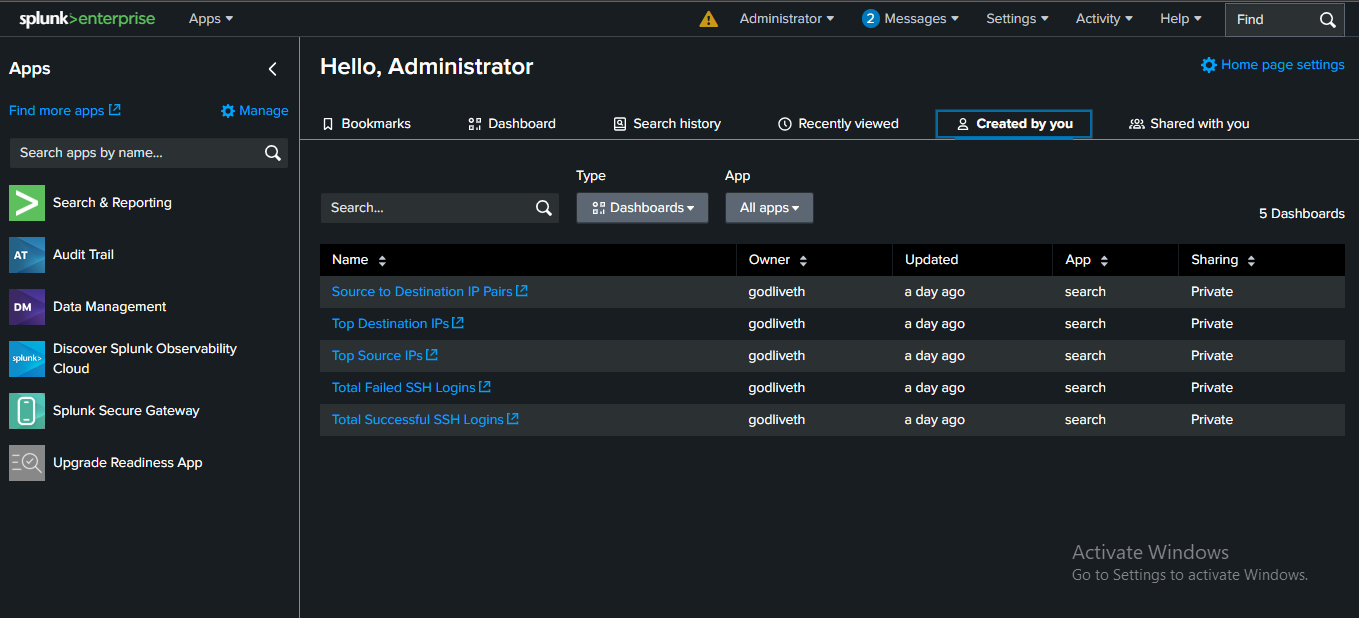 splunk>enterprise Apps Administrator 2 Messages Settings Activity Help Find
Apps
Find more apps Manage
Search apps by name...
Search & Reporting
AT Audit Trail
DM Data Management
splunk> Discover Splunk Observability
Cloud
Splunk Secure Gateway
Upgrade Readiness App
Hello, Administrator
Home page settings
Bookmarks Dashboard Search history Recently viewed Created by you Shared with you
Type App
Search... Dashboards All apps
5 Dashboards
Name Owner Updated App Sharing
Source to Destination IP Pairs godliveth a day ago search Private
Top Destination IPs godliveth a day ago search Private
Top Source IPs godliveth a day ago search Private
Total Failed SSH Logins godliveth a day ago search Private
Total Successful SSH Logins godliveth a day ago search Private
Activate Windows
Go to Settings to activate Windows.